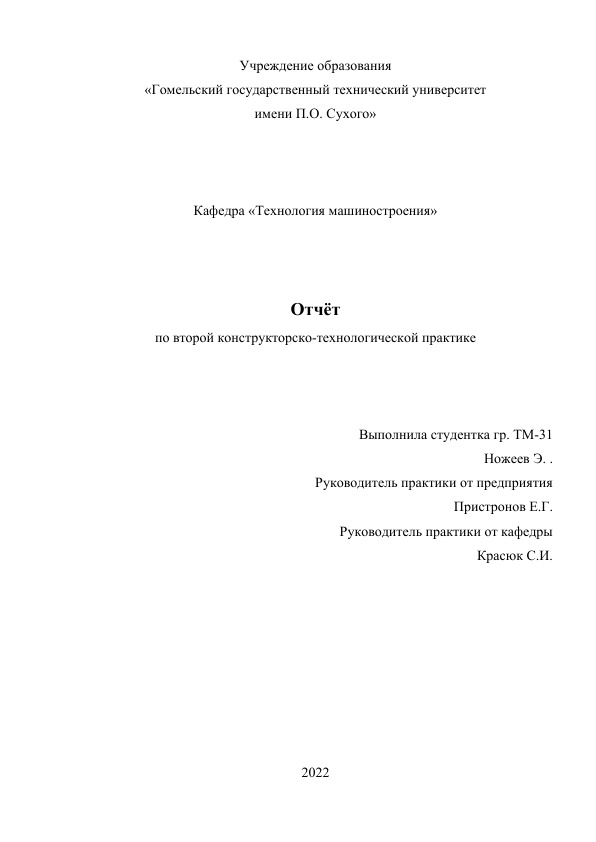 Учреждение образования
«Гомельский государственный технический университет
имени П.О. Сухого»
Кафедра «Технология машиностроения»
Отчёт
по второй конструкторско-технологической практике
Выполнила студентка гр. ТМ-31
Ножеев Э. .
Руководитель практики от предприятия
Пристронов Е.Г.
Руководитель практики от кафедры
Красюк С.И.
2022